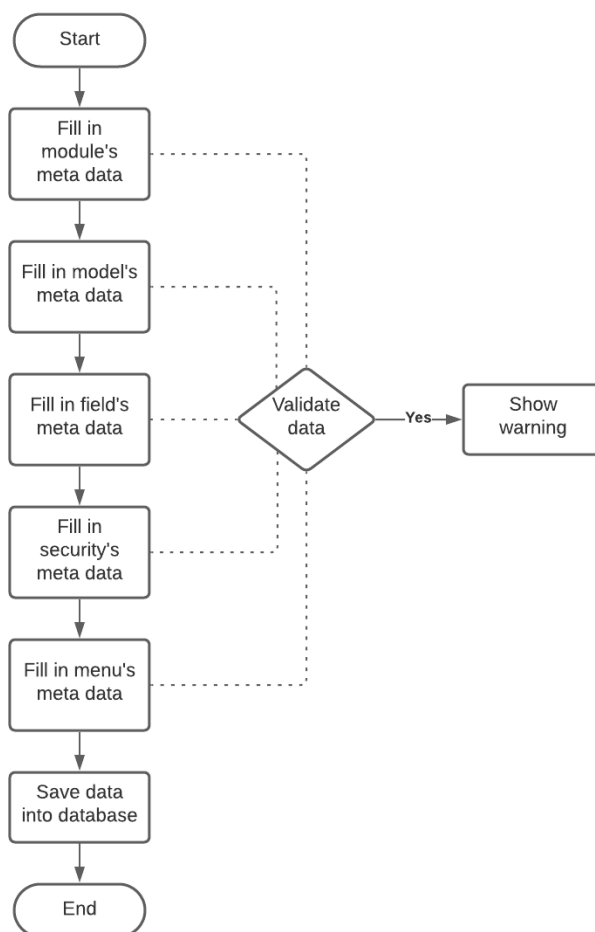 Start
Fill in
module's
meta data
Fill in model's
meta data
Fill in field's
meta data
Validate
data
Yes
Show
warning
Fill in
security's
meta data
Fill in menu's
meta data
Save data
into database
End